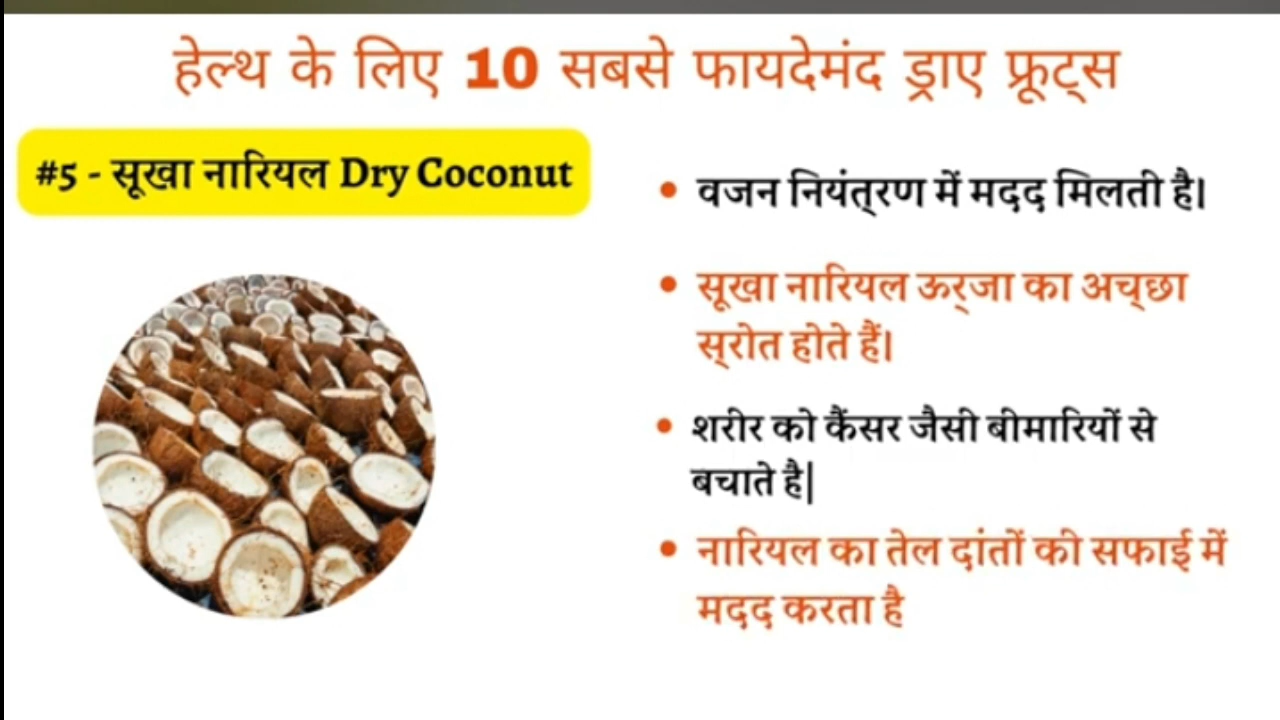 हेल्थ के लिए 10 सबसे फायदेमंद ड्राए फ्रूट्स
#5 - सूखा नारियल Dry Coconut
• वजन नियंत्रण में मदद मिलती है।
• सूखा नारियल ऊर्जा का अच्छा
स्रोत होते हैं।
• शरीर को कैंसर जैसी बीमारियों से
बचाते है|
• नारियल का तेल दांतों की सफाई में
मदद करता है